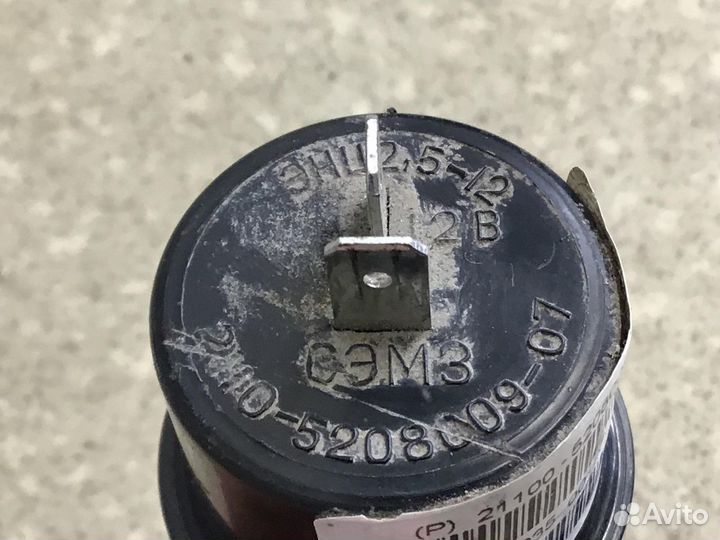 ЭНЦ2,5-12
12В
СЭМЗ
2110-5208009-07
(P) 21100
Avito